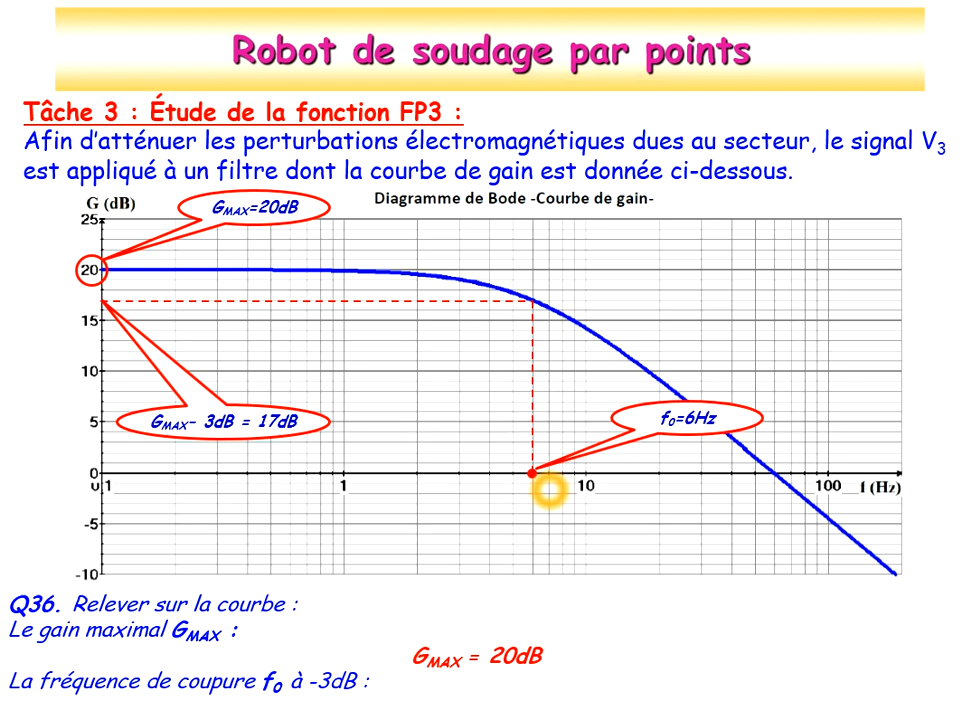 Robot de soudage par points
Tâche 3 : Étude de la fonction FP3 :
Afin d’atténuer les perturbations électromagnétiques dues au secteur, le signal V3
est appliqué à un filtre dont la courbe de gain est donnée ci-dessous.
Diagramme de Bode -Courbe de gain-
G (dB)
GMAX=20dB
25
20
15
10
5
0
-5
-10
GMAX- 3dB = 17dB
f0=6Hz
0,1
1
10
100
f (Hz)
Q36. Relever sur la courbe :
Le gain maximal GMAX :
GMAX = 20dB
La fréquence de coupure f0 à -3dB :